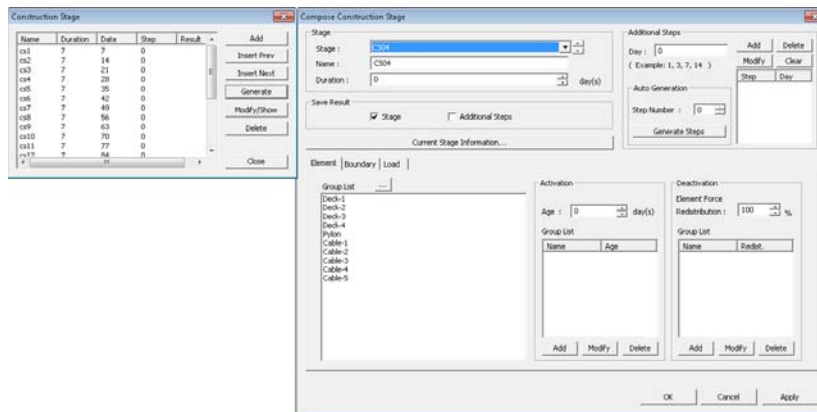 Construction Stage
Name Duration Date Step Result
cs1 7 7 0
cs2 7 14 0
cs3 7 21 0
cs4 7 28 0
cs5 7 35 0
cs6 7 42 0
cs7 7 49 0
cs8 7 56 0
cs9 7 63 0
cs10 7 70 0
cs11 7 77 0
cs12 7 84 0
Add
Insert Prev
Insert Next
Generate
Modify/Show
Delete
Close
Compose Construction Stage
Stage
Stage : CS04
Name : CS04
Duration : 0 day(s)
Save Result
Stage Additional Steps
Current Stage Information...
Additional Steps
Day : 0
( Example: 1, 3, 7, 14 )
Add Delete
Modify Clear
Step Day
Auto Generation
Step Number : 0
Generate Steps
Element Boundary Load
Group List ...
Deck-1
Deck-2
Deck-3
Deck-4
Pylon
Cable-1
Cable-2
Cable-3
Cable-4
Cable-5
Activation
Age : 0 day(s)
Group List
Name Age
Add Modify Delete
Deactivation
Element Force
Redistribution : 100 %
Group List
Name Redist.
Add Modify Delete
OK Cancel Apply